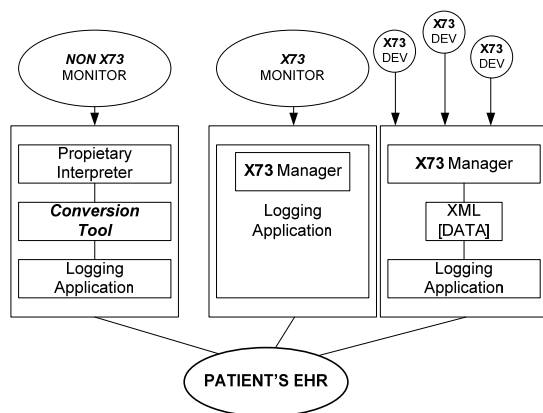 NON X73
MONITOR
X73
MONITOR
X73
DEV
X73
DEV
X73
DEV
Propietary
Interpreter
Conversion
Tool
Logging
Application
X73 Manager
Logging
Application
X73 Manager
XML
[DATA]
Logging
Application
PATIENT'S EHR